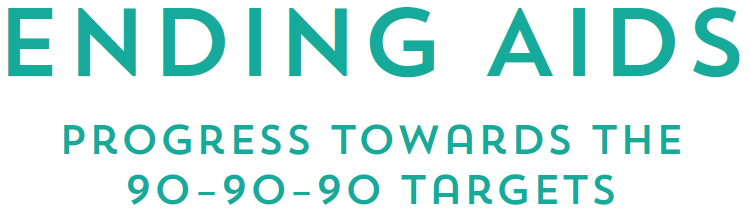 ENDING AIDS
PROGRESS TOWARDS THE
90–90–90 TARGETS